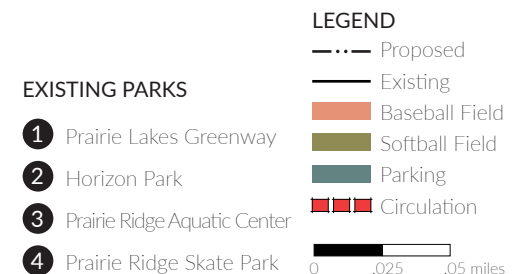 EXISTING PARKS
1 Prairie Lakes Greenway
2 Horizon Park
3 Prairie Ridge Aquatic Center
4 Prairie Ridge Skate Park
LEGEND
Proposed
Existing
Baseball Field
Softball Field
Parking
Circulation
0 .025 .05 miles